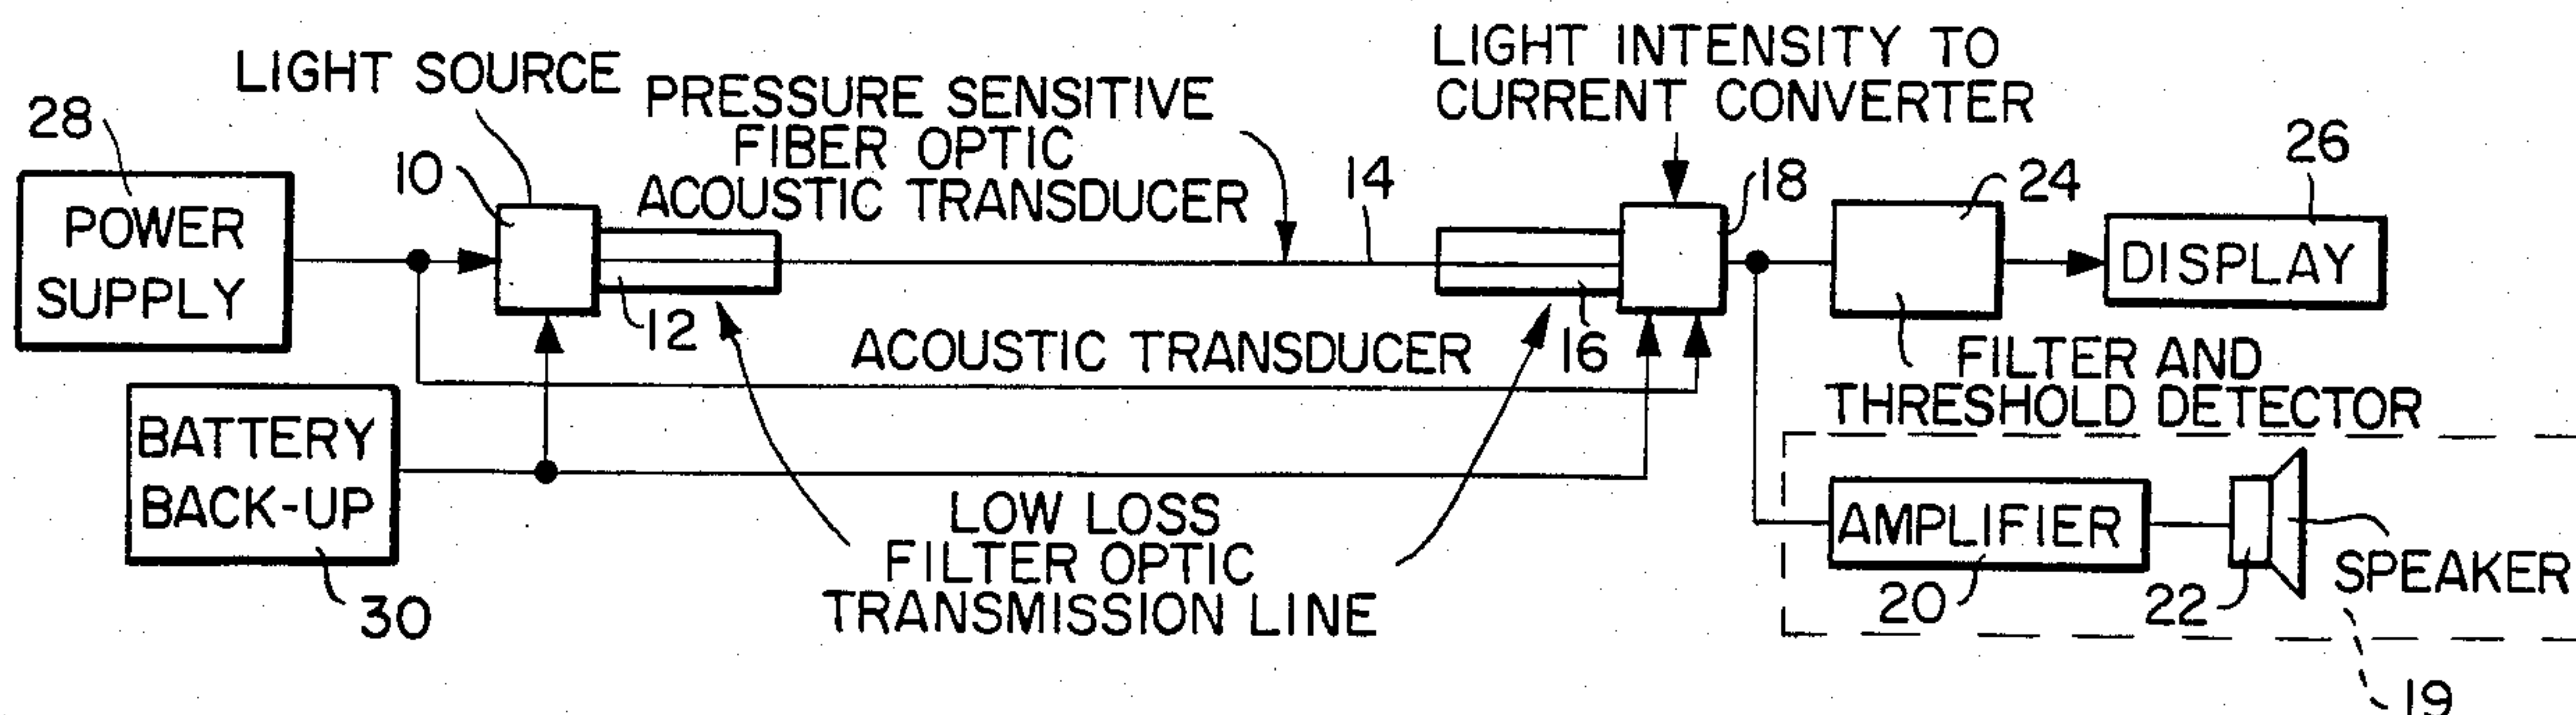 LIGHT SOURCE
28
POWER
SUPPLY
10
PRESSURE SENSITIVE
FIBER OPTIC
ACOUSTIC TRANSDUCER
12
14
LIGHT INTENSITY TO
CURRENT CONVERTER
16
18
24
26
DISPLAY
FILTER AND
THRESHOLD DETECTOR
ACOUSTIC TRANSDUCER
BATTERY
BACK-UP
30
LOW LOSS
FILTER OPTIC
TRANSMISSION LINE
AMPLIFIER
20
22
SPEAKER
19